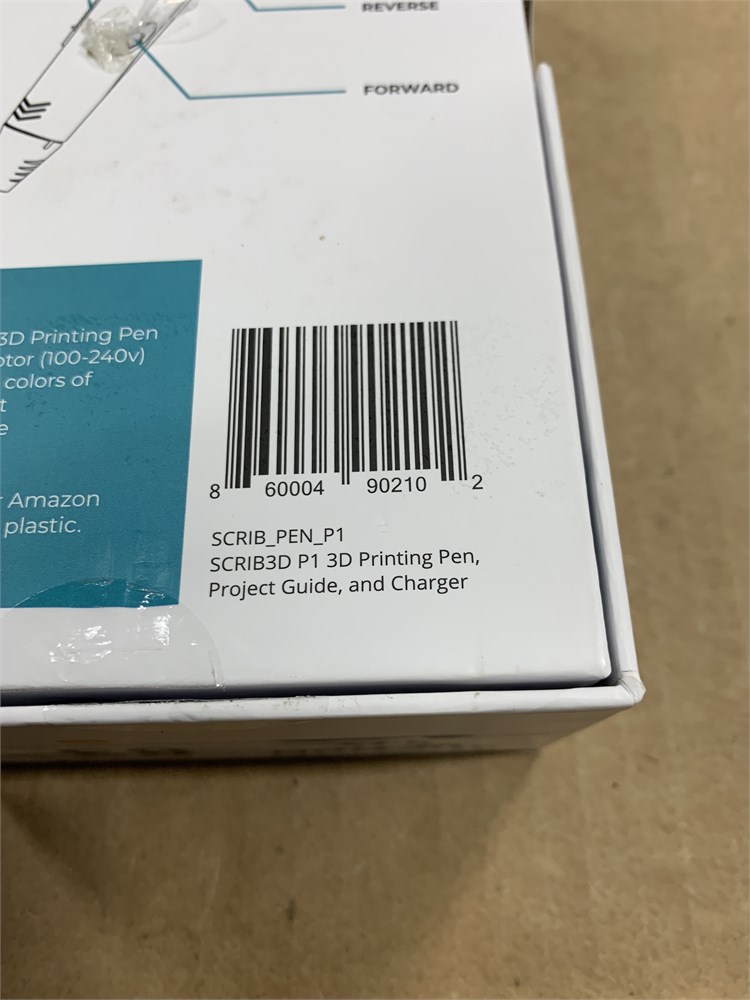 REVERSE
FORWARD
3D Printing Pen
ptor (100-240v)
colors of
t
e
Amazon
plastic.
8 60004 90210 2
SCRIB_PEN_P1
SCRIB3D P1 3D Printing Pen,
Project Guide, and Charger